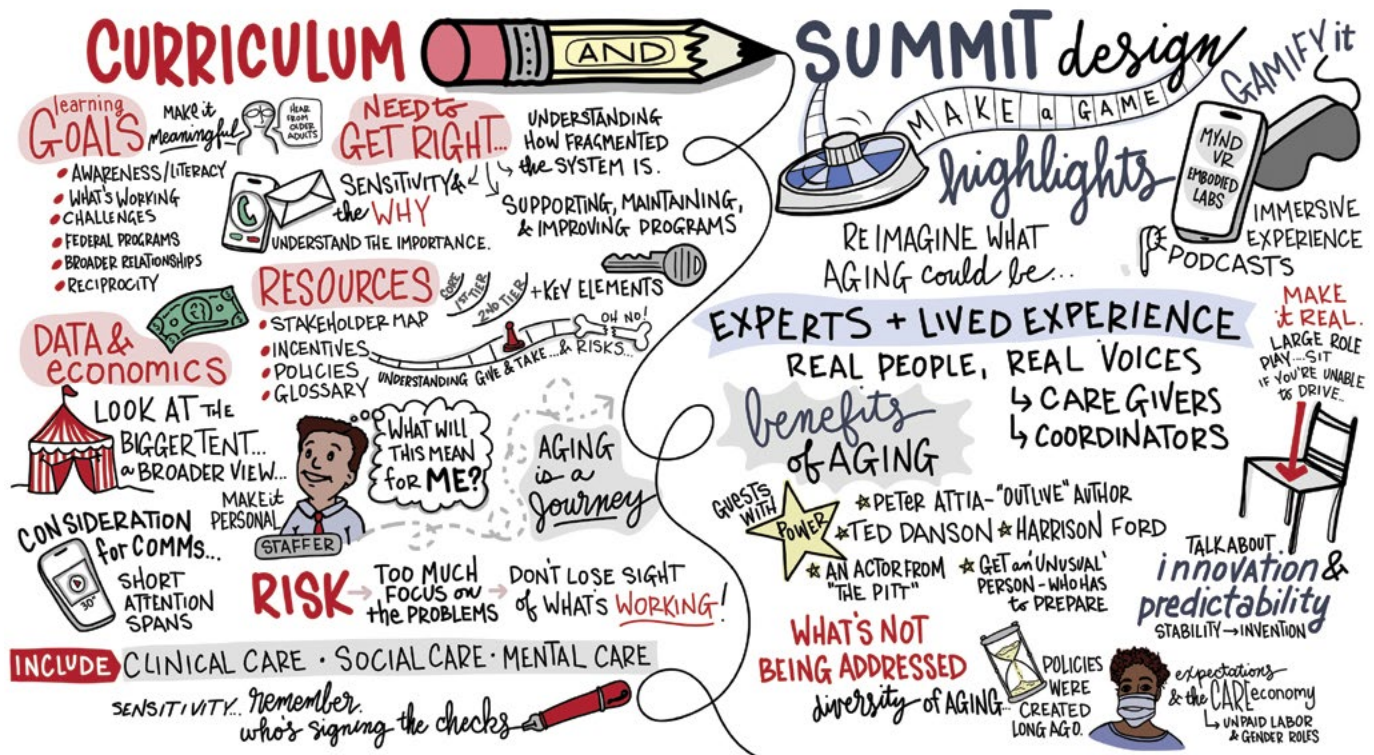 CURRICULUM
AND
learning
GOALS
MAKE it
meaningful
HEAR
FROM
OLDER
ADULTS
• AWARENESS/LITERACY
• WHAT'S WORKING
• CHALLENGES
• FEDERAL PROGRAMS
• BROADER RELATIONSHIPS
• RECIPROCITY
NEED to
GET RIGHT...
SENSITIVITY &
the WHY
UNDERSTAND THE IMPORTANCE.
UNDERSTANDING
HOW FRAGMENTED
the SYSTEM IS.
SUPPORTING, MAINTAINING,
& IMPROVING PROGRAMS
RESOURCES
• STAKEHOLDER MAP
• INCENTIVES
• POLICIES
• GLOSSARY
CORE
1ST TIER
2ND TIER
+ KEY ELEMENTS
OH NO!
UNDERSTANDING GIVE & TAKE...& RISKS...
DATA &
economics
LOOK AT THE
BIGGER TENT...
a BROADER VIEW...
MAKE it
PERSONAL
STAFFER
WHAT WILL
THIS MEAN
for ME?
AGING
is a
Journey
CONSIDERATION
for COMMS...
30"
SHORT
ATTENTION
SPANS
RISK → TOO MUCH
FOCUS on
the PROBLEMS
→ DON'T LOSE SIGHT
of WHAT'S WORKING!
INCLUDE CLINICAL CARE • SOCIAL CARE • MENTAL CARE
SENSITIVITY... remember
who's signing the checks
SUMMIT design
MAKE a GAME
highlights
GAMIFY it
MYND
VR
EMBODIED
LABS
IMMERSIVE
EXPERIENCE
PODCASTS
REIMAGINE WHAT
AGING could be...
EXPERTS + LIVED EXPERIENCE
REAL PEOPLE, REAL VOICES
↳ CARE GIVERS
↳ COORDINATORS
MAKE
it REAL.
LARGE ROLE
PLAY....SIT
IF YOU'RE UNABLE
to DRIVE..
benefits
of AGING
GUESTS
WITH
POWER
☆ PETER ATTIA-"OUTLIVE" AUTHOR
☆ TED DANSON ☆ HARRISON FORD
☆ AN ACTOR FROM
"THE PITT"
☆ GET an 'UNUSUAL'
PERSON - WHO HAS
to PREPARE
TALK ABOUT
innovation &
predictability
STABILITY → INVENTION
WHAT'S NOT
BEING ADDRESSED
diversity of AGING...
POLICIES
WERE
CREATED
LONG AGO.
expectations
& the CARE economy
↳ UNPAID LABOR
& GENDER ROLES